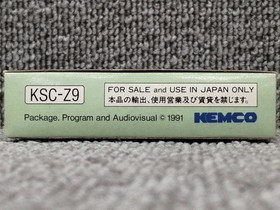 KSC-Z9
FOR SALE and USE IN JAPAN ONLY
本品の輸出、使用営業及び賃貸を禁じます。
Package. Program and Audiovisual © 1991 KEMCO